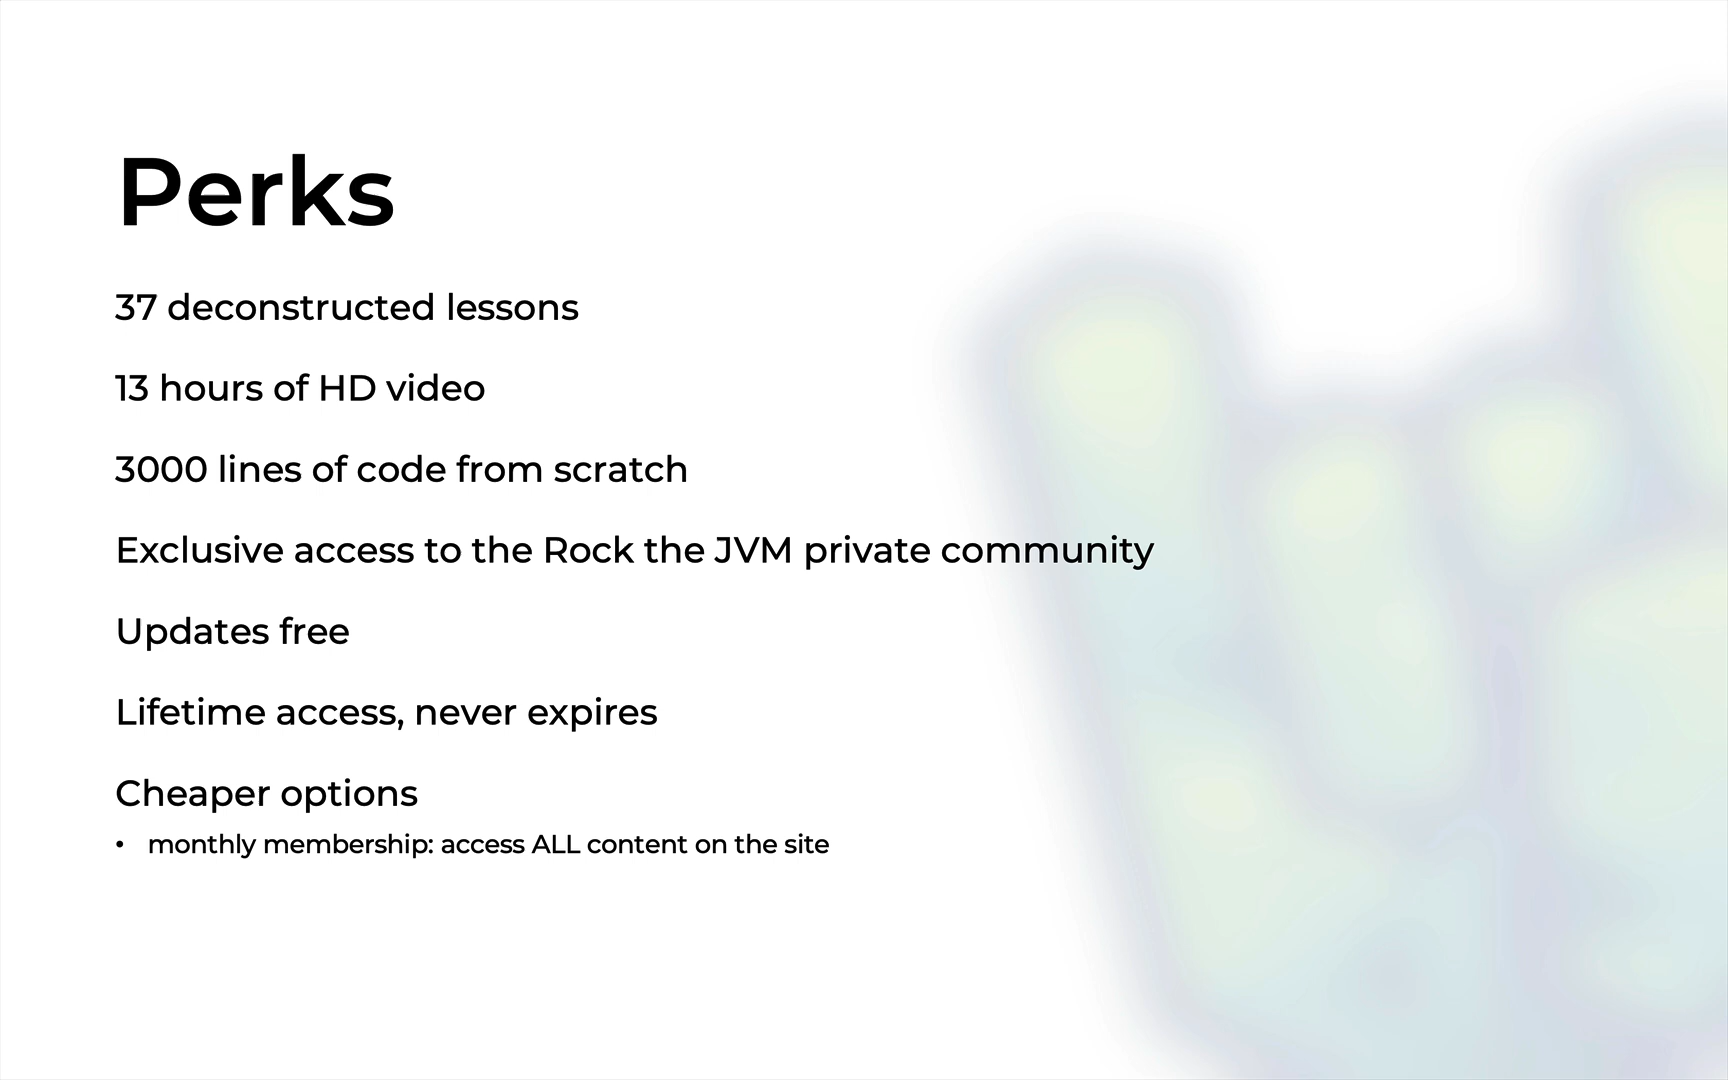 Perks
37 deconstructed lessons
13 hours of HD video
3000 lines of code from scratch
Exclusive access to the Rock the JVM private community
Updates free
Lifetime access, never expires
Cheaper options
• monthly membership: access ALL content on the site